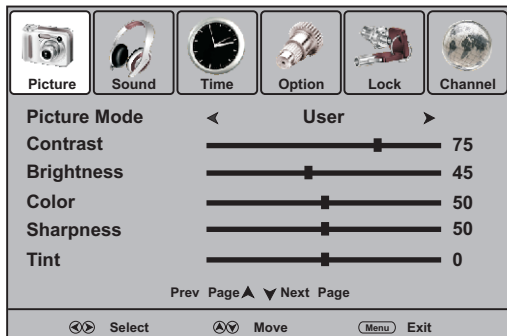 Picture Sound Time Option Lock Channel
Picture Mode User
Contrast 75
Brightness 45
Color 50
Sharpness 50
Tint 0
Prev Page Next Page
Select Move Menu Exit